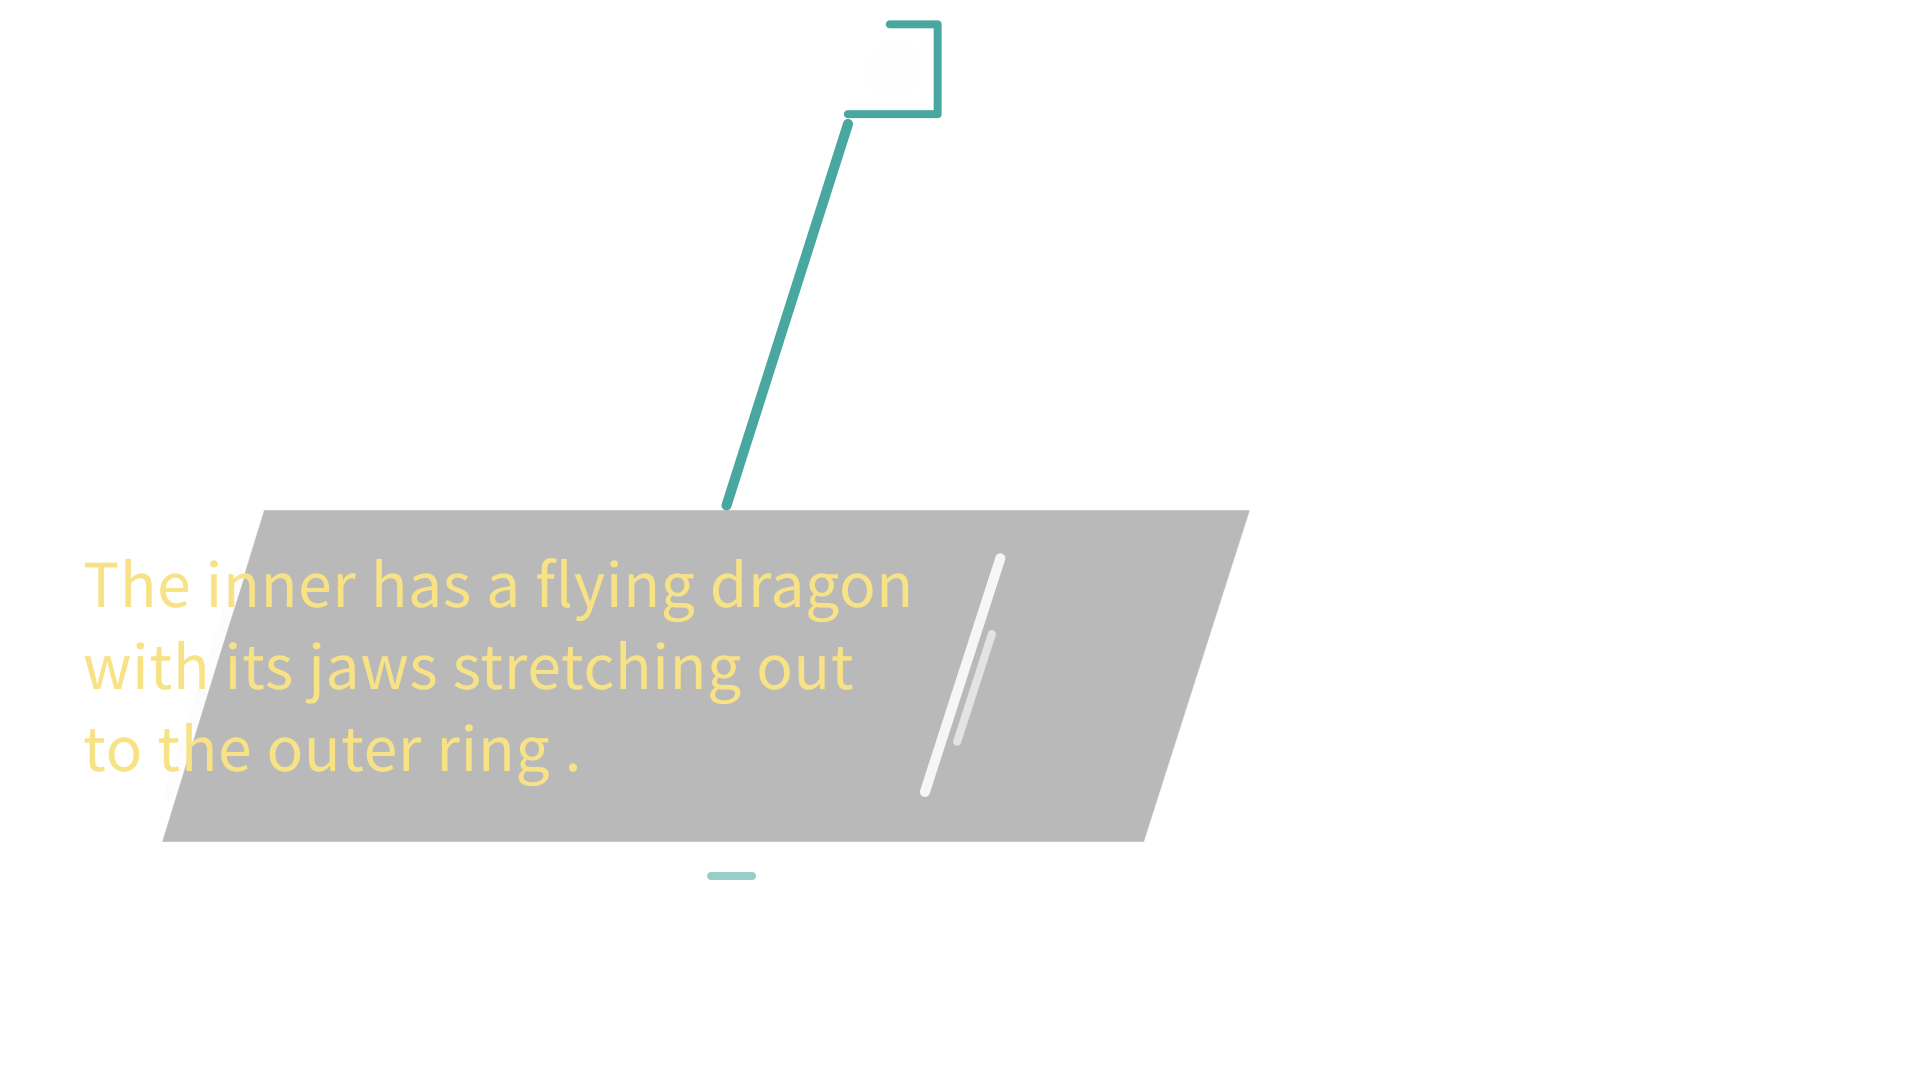 The inner has a flying dragon
with its jaws stretching out
to the outer ring .